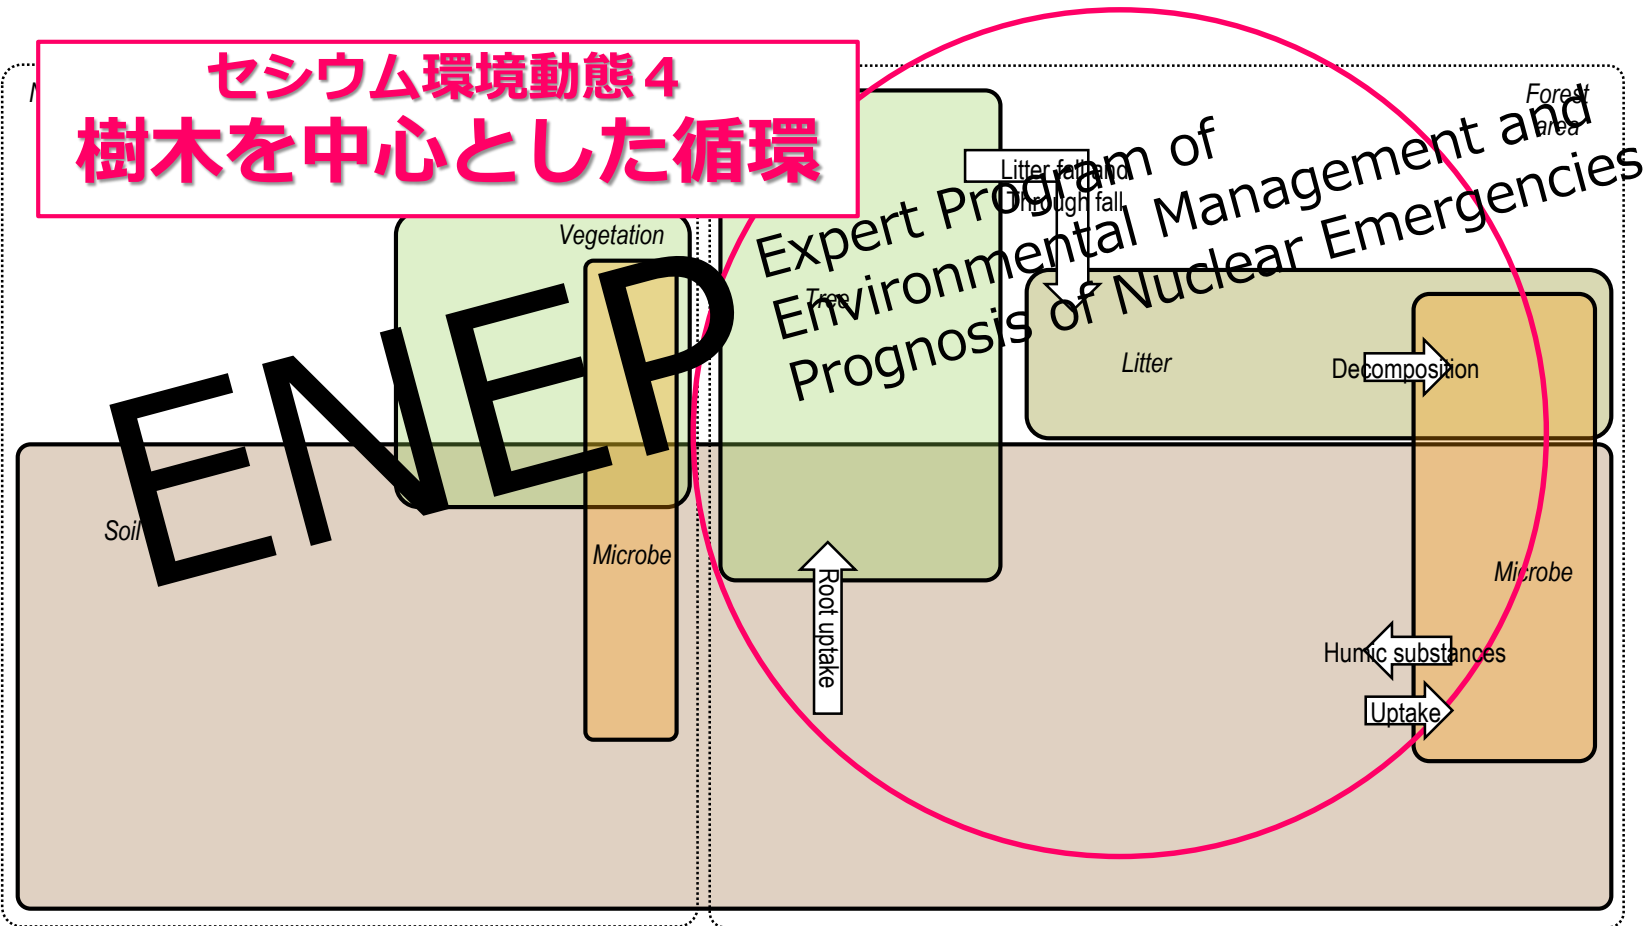 セシウム環境動態４
樹木を中心とした循環
Forest
area
Litter fall and
Through fall
Vegetation
Tree
Expert Program of
Environmental Management and
Prognosis of Nuclear Emergencies
ENEP
Litter
Decomposition
Soil
Microbe
Microbe
Root uptake
Humic substances
Uptake